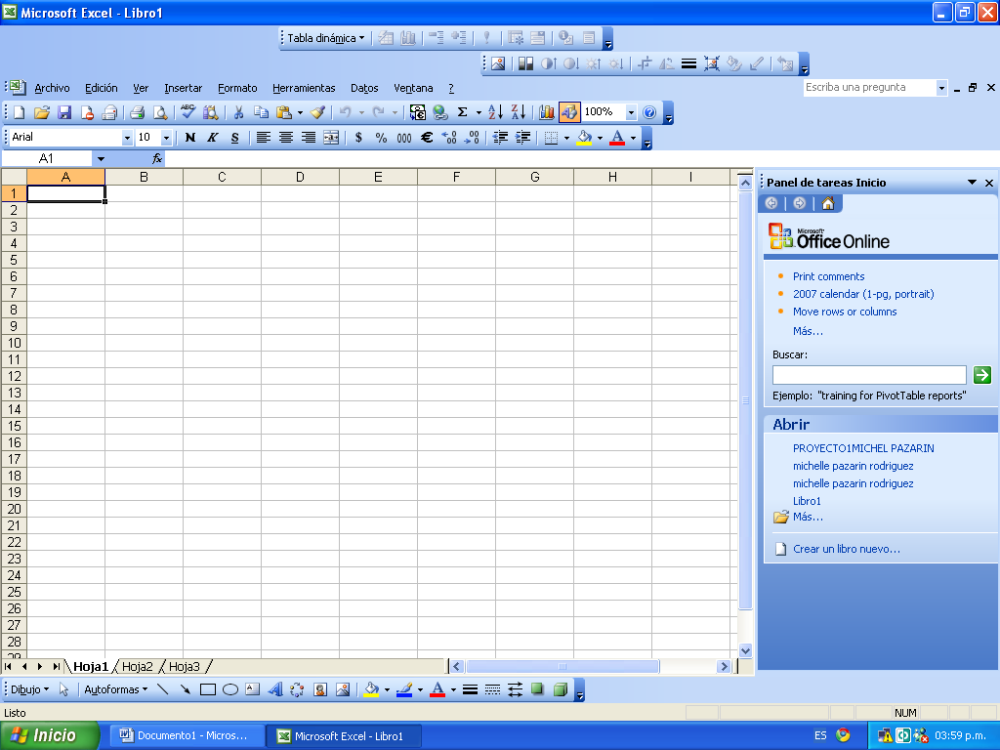 Microsoft Excel - Libro1
Tabla dinámica
Archivo Edición Ver Insertar Formato Herramientas Datos Ventana ? Escriba una pregunta
Σ 100%
Arial 10 N K S $ % 000 €
A1 fx
A B C D E F G H I
1
2
3
4
5
6
7
8
9
10
11
12
13
14
15
16
17
18
19
20
21
22
23
24
25
26
27
28
29
Panel de tareas Inicio
Microsoft
Office Online
Print comments
2007 calendar (1-pg, portrait)
Move rows or columns
Más...
Buscar:
Ejemplo: "training for PivotTable reports"
Abrir
PROYECTO1MICHEL PAZARIN
michelle pazarin rodriguez
michelle pazarin rodriguez
Libro1
Más...
Crear un libro nuevo...
Hoja1 Hoja2 Hoja3
Dibujo Autoformas
Listo NUM
Inicio Documento1 - Micros... Microsoft Excel - Libro1 ES 03:59 p.m.